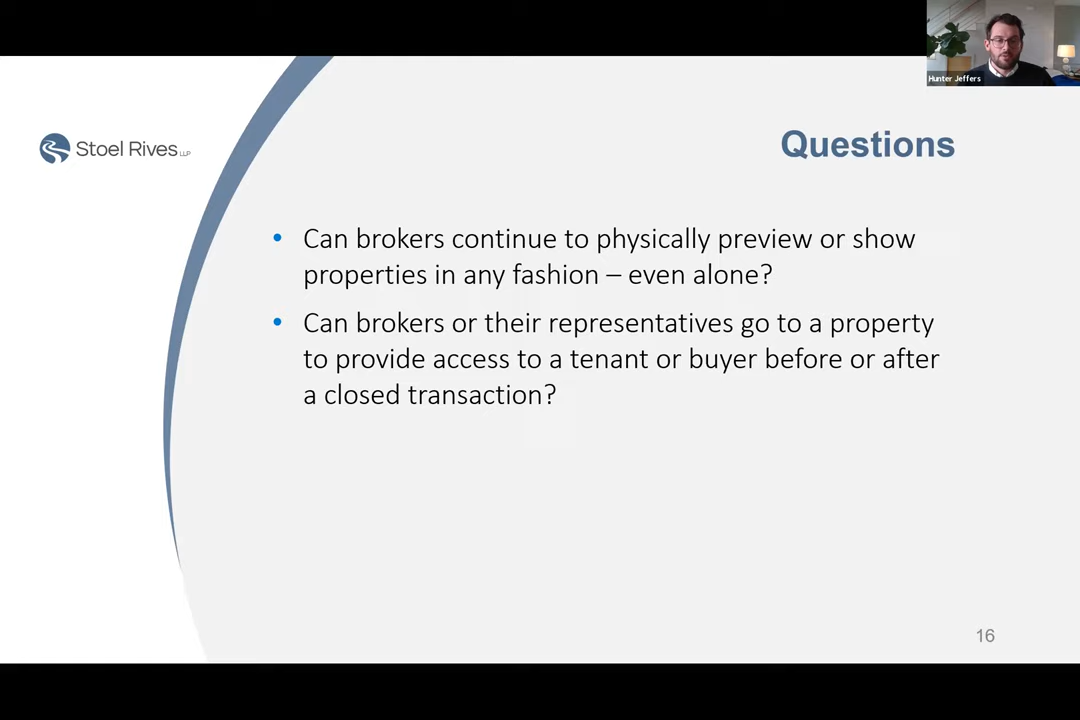 Hunter Jeffers
Stoel Rives LLP
Questions
• Can brokers continue to physically preview or show
properties in any fashion – even alone?
• Can brokers or their representatives go to a property
to provide access to a tenant or buyer before or after
a closed transaction?
16